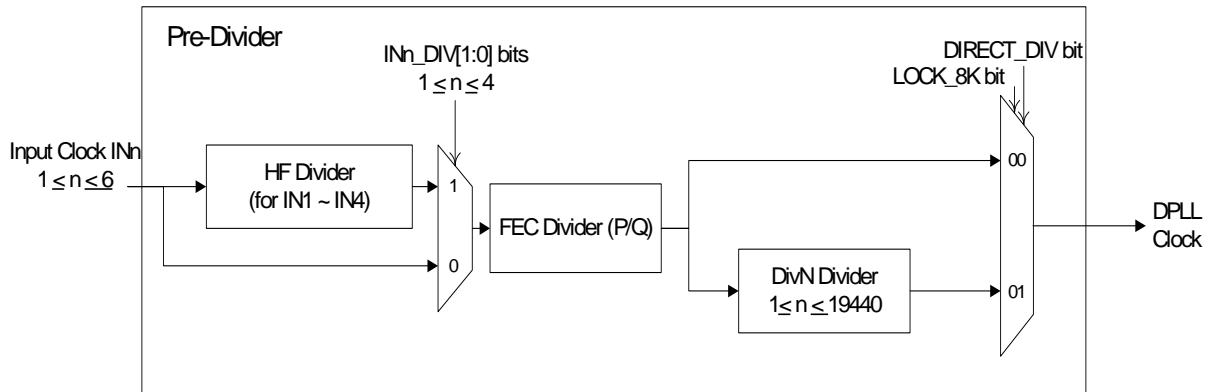 Pre-Divider
INn_DIV[1:0] bits
1 ≤ n ≤ 4
DIRECT_DIV bit
LOCK_8K bit
Input Clock INn
1 ≤ n ≤ 6
HF Divider
(for IN1 ~ IN4)
1
0
FEC Divider (P/Q)
00
DivN Divider
1 ≤ n ≤ 19440
01
DPLL
Clock